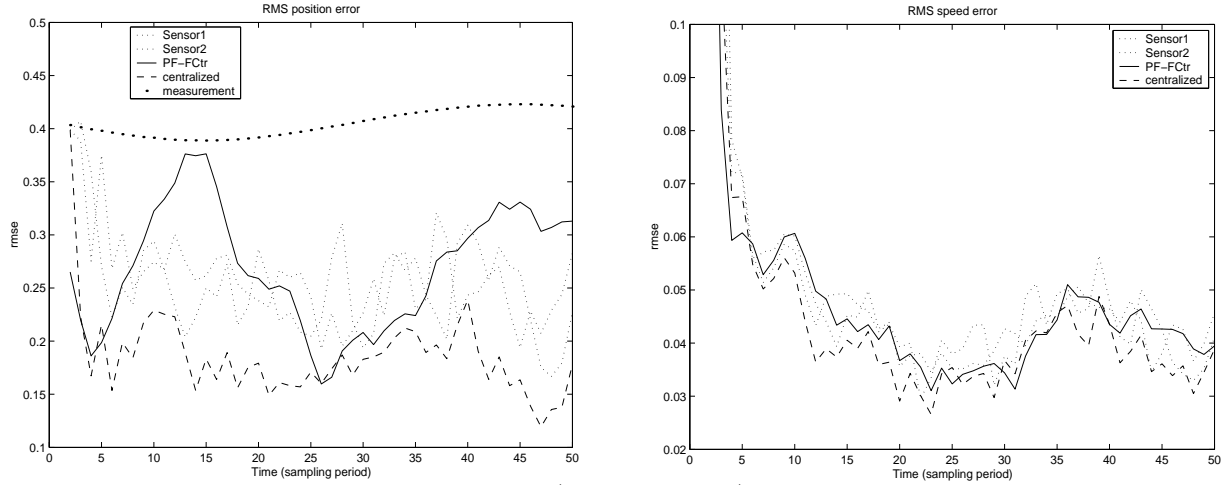 RMS position error
0.5
0.45
0.4
0.35
0.3
0.25
0.2
0.15
0.1
rmse
Sensor1
Sensor2
PF−FCtr
centralized
measurement
0 5 10 15 20 25 30 35 40 45 50
Time (sampling period)
RMS speed error
0.1
0.09
0.08
0.07
0.06
0.05
0.04
0.03
0.02
rmse
Sensor1
Sensor2
PF−FCtr
centralized
0 5 10 15 20 25 30 35 40 45 50
Time (sampling period)